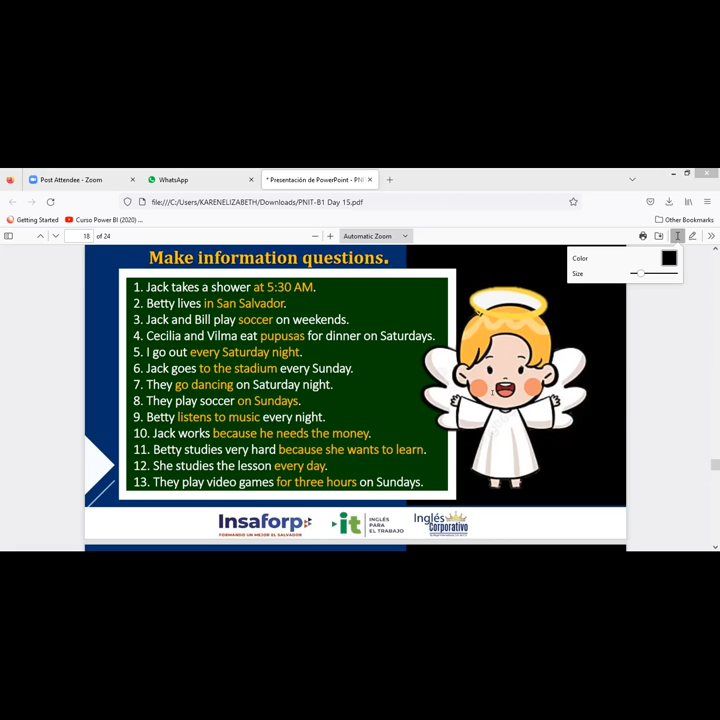 Post Attendee - Zoom
WhatsApp
* Presentación de PowerPoint - PNI
file:///C:/Users/KARENELIZABETH/Downloads/PNIT-B1 Day 15.pdf
Getting Started
Curso Power BI (2020) ...
Other Bookmarks
18 of 24
Automatic Zoom
Color
Size
Make information questions.
1. Jack takes a shower at 5:30 AM.
2. Betty lives in San Salvador.
3. Jack and Bill play soccer on weekends.
4. Cecilia and Vilma eat pupusas for dinner on Saturdays.
5. I go out every Saturday night.
6. Jack goes to the stadium every Sunday.
7. They go dancing on Saturday night.
8. They play soccer on Sundays.
9. Betty listens to music every night.
10. Jack works because he needs the money.
11. Betty studies very hard because she wants to learn.
12. She studies the lesson every day.
13. They play video games for three hours on Sundays.
Insaforp
FORMANDO UN MEJOR EL SALVADOR
it
INGLÉS
PARA
EL TRABAJO
Inglés
Corporativo